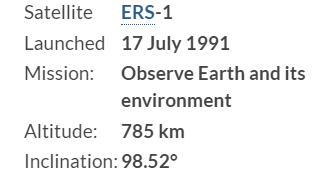 Satellite ERS-1
Launched 17 July 1991
Mission: Observe Earth and its
environment
Altitude: 785 km
Inclination: 98.52°